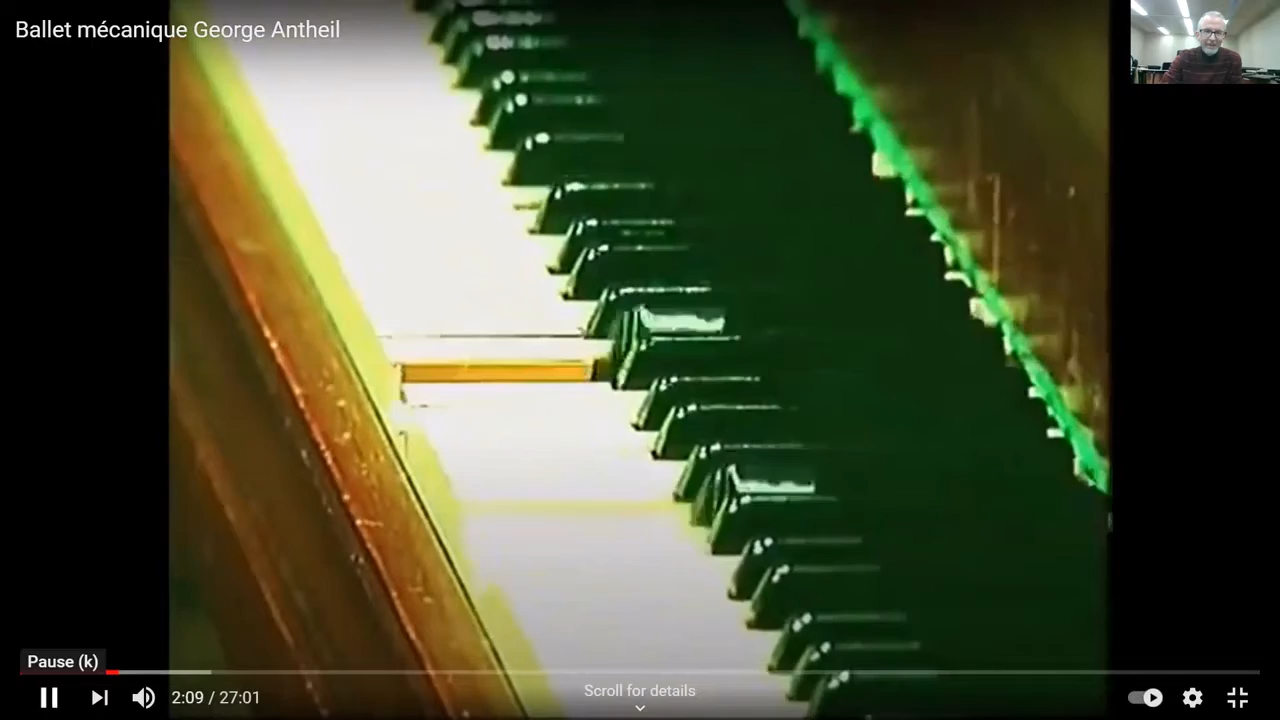 Ballet mécanique George Antheil
Pause (k)
2:09 / 27:01
Scroll for details